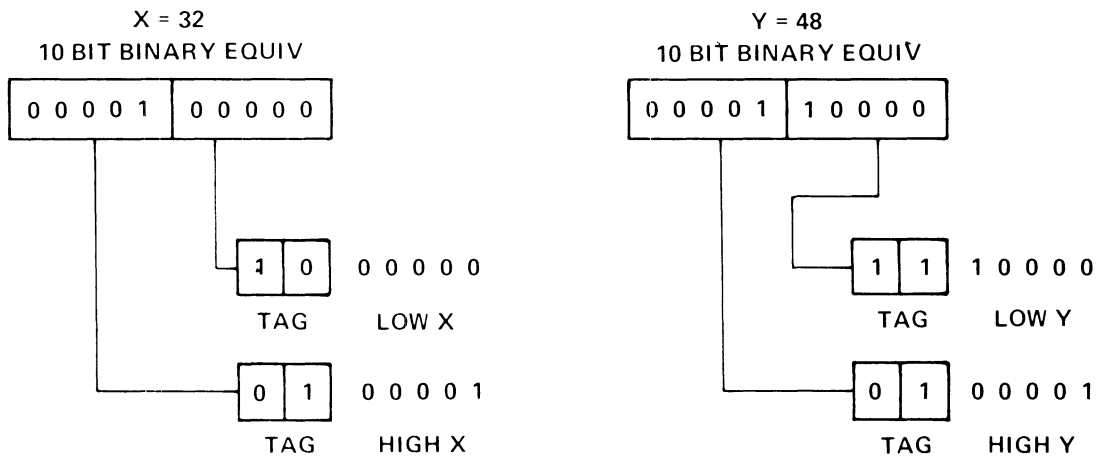 X = 32
10 BIT BINARY EQUIV
0 0 0 0 1 0 0 0 0 0
1 0 0 0 0 0 0
TAG LOW X
0 1 0 0 0 0 1
TAG HIGH X
Y = 48
10 BIT BINARY EQUIV
0 0 0 0 1 1 0 0 0 0
1 1 1 0 0 0 0
TAG LOW Y
0 1 0 0 0 0 1
TAG HIGH Y